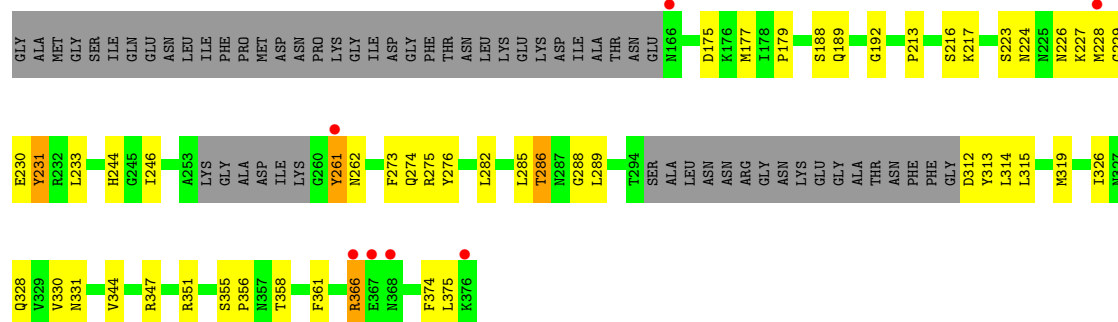 GLY ALA MET GLY SER ILE GLN GLU ASN LEU ILE PHE PRO MET ASP ASN PRO LYS GLY ILE ASP GLY PHE THR ASN LEU LYS GLU LYS ASP ILE ALA THR ASN GLU N166 D175 K176 M177 I178 P179 S188 Q189 G192 P213 S216 K217 S223 N224 N225 N226 K227 M228 C229
E230 Y231 R232 L233 H244 G245 I246 A253 LYS GLY ALA ASP ILE LYS G260 Y261 N262 F273 Q274 R275 Y276 L282 L285 T286 N287 G288 L289 T294 SER ALA LEU ASN ASN ARG GLY ASN LYS GLU GLY ALA THR ASN PHE PHE GLY D312 Y313 L314 L315 M319 I326 N327
Q328 V329 V330 N331 V344 R347 R351 S355 P356 N357 T358 F361 R366 E367 N368 F374 L375 K376